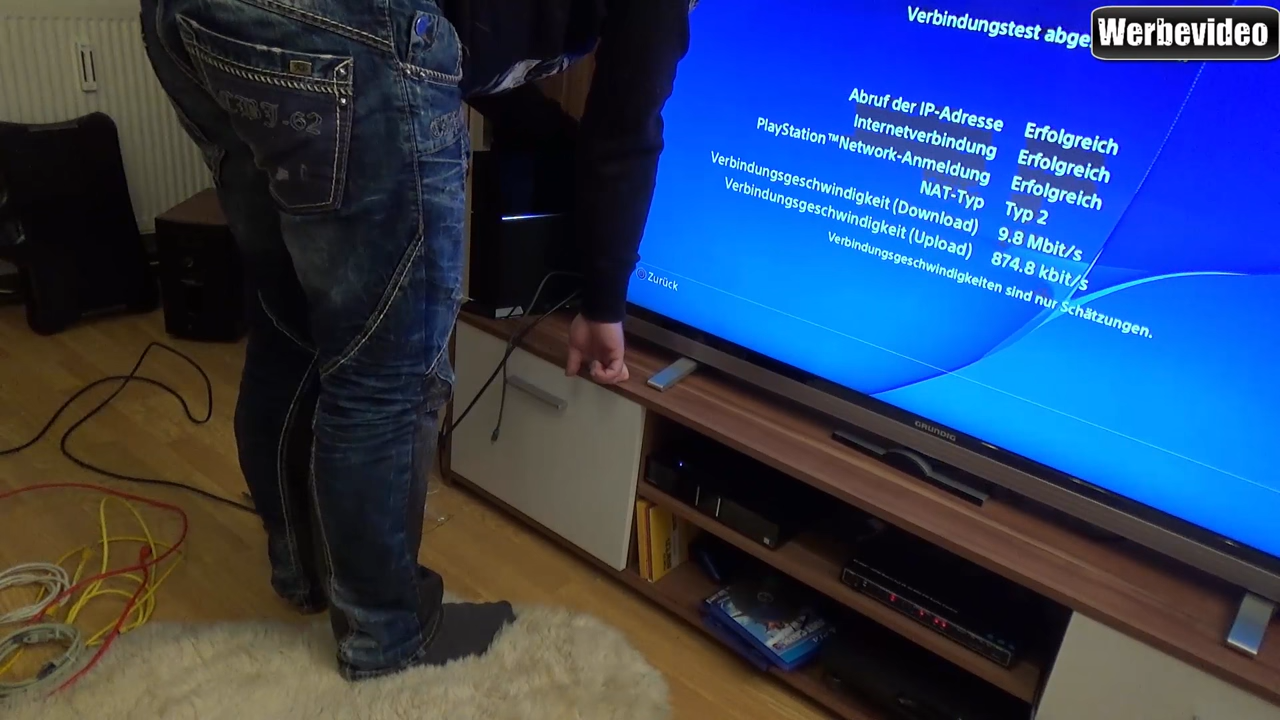 Werbevideo
Verbindungstest abge
Abruf der IP-Adresse Erfolgreich
Internetverbindung Erfolgreich
PlayStation™Network-Anmeldung Erfolgreich
NAT-Typ Typ 2
Verbindungsgeschwindigkeit (Download) 9.8 Mbit/s
Verbindungsgeschwindigkeit (Upload) 874.8 kbit/s
Verbindungsgeschwindigkeiten sind nur Schätzungen.
Zurück
GRUNDIG